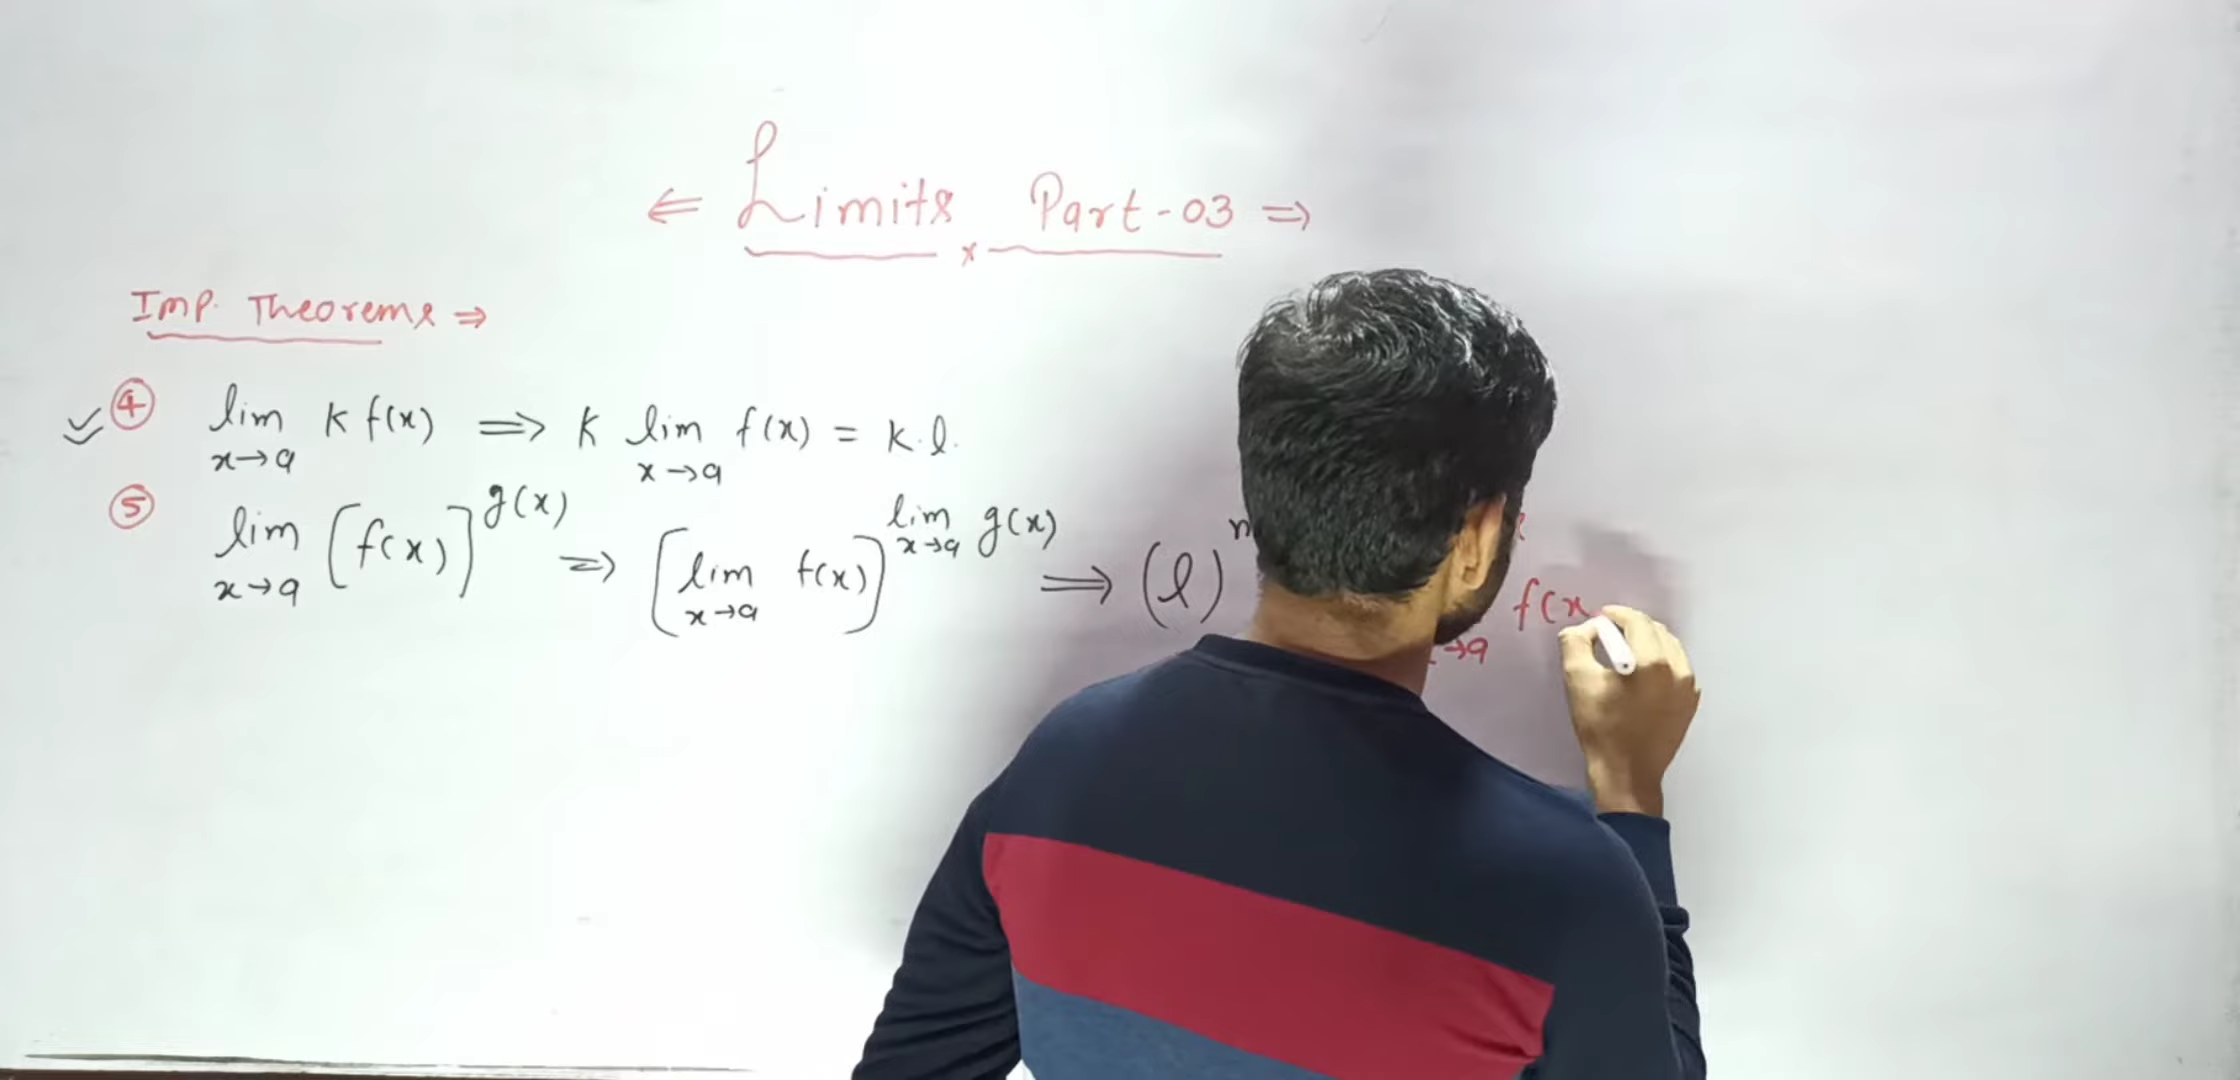 ⇐ Limits Part-03 ⇒
Imp. Theorems ⇒
④ lim x→a K f(x) ⇒ K lim x→a f(x) = K.l.
⑤ lim x→a [f(x)]^g(x) ⇒ [lim x→a f(x)]^lim x→a g(x) ⇒ (l)^m
→a f(x